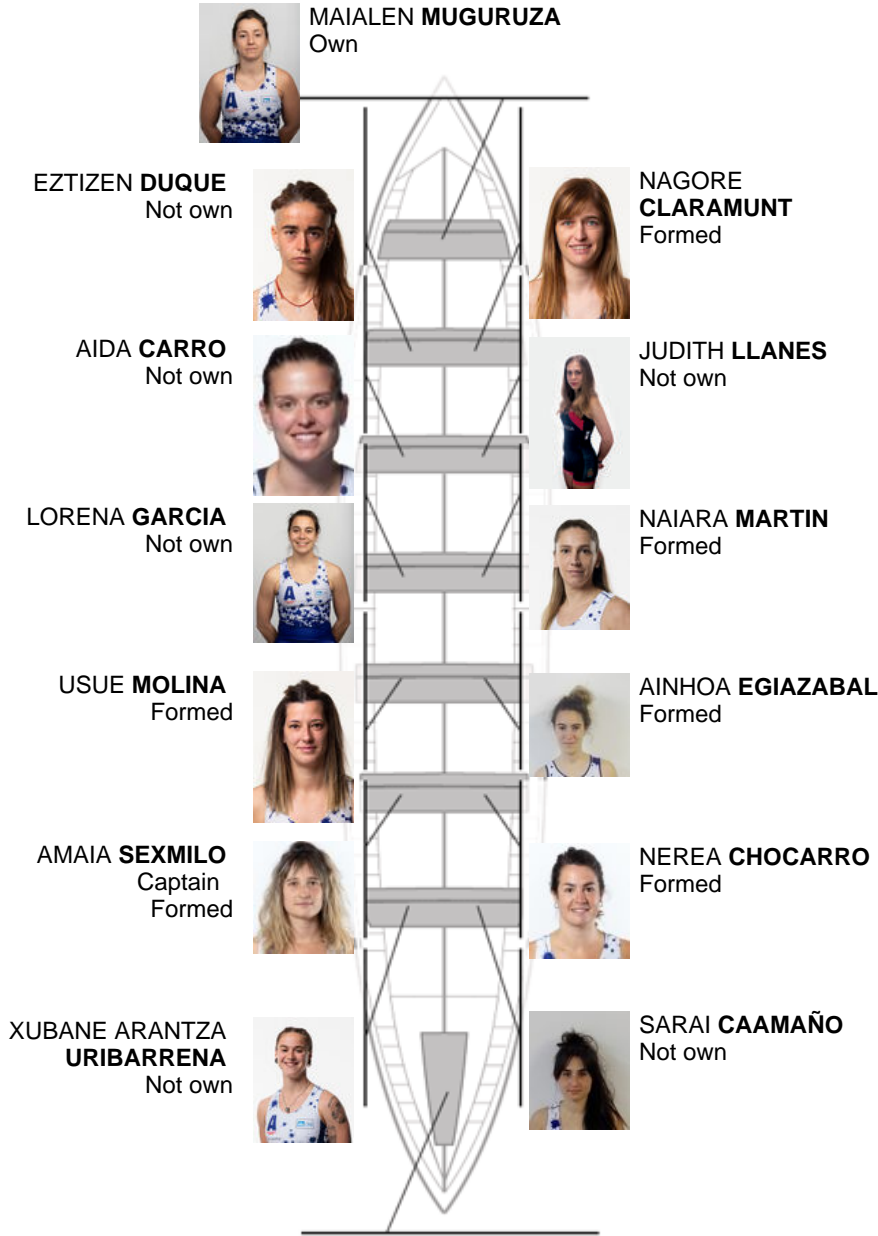 MAIALEN MUGURUZA
Own
EZTIZEN DUQUE
Not own
NAGORE
CLARAMUNT
Formed
AIDA CARRO
Not own
JUDITH LLANES
Not own
LORENA GARCIA
Not own
NAIARA MARTIN
Formed
USUE MOLINA
Formed
AINHOA EGIAZABAL
Formed
AMAIA SEXMILO
Captain
Formed
NEREA CHOCARRO
Formed
XUBANE ARANTZA
URIBARRENA
Not own
SARAI CAAMAÑO
Not own